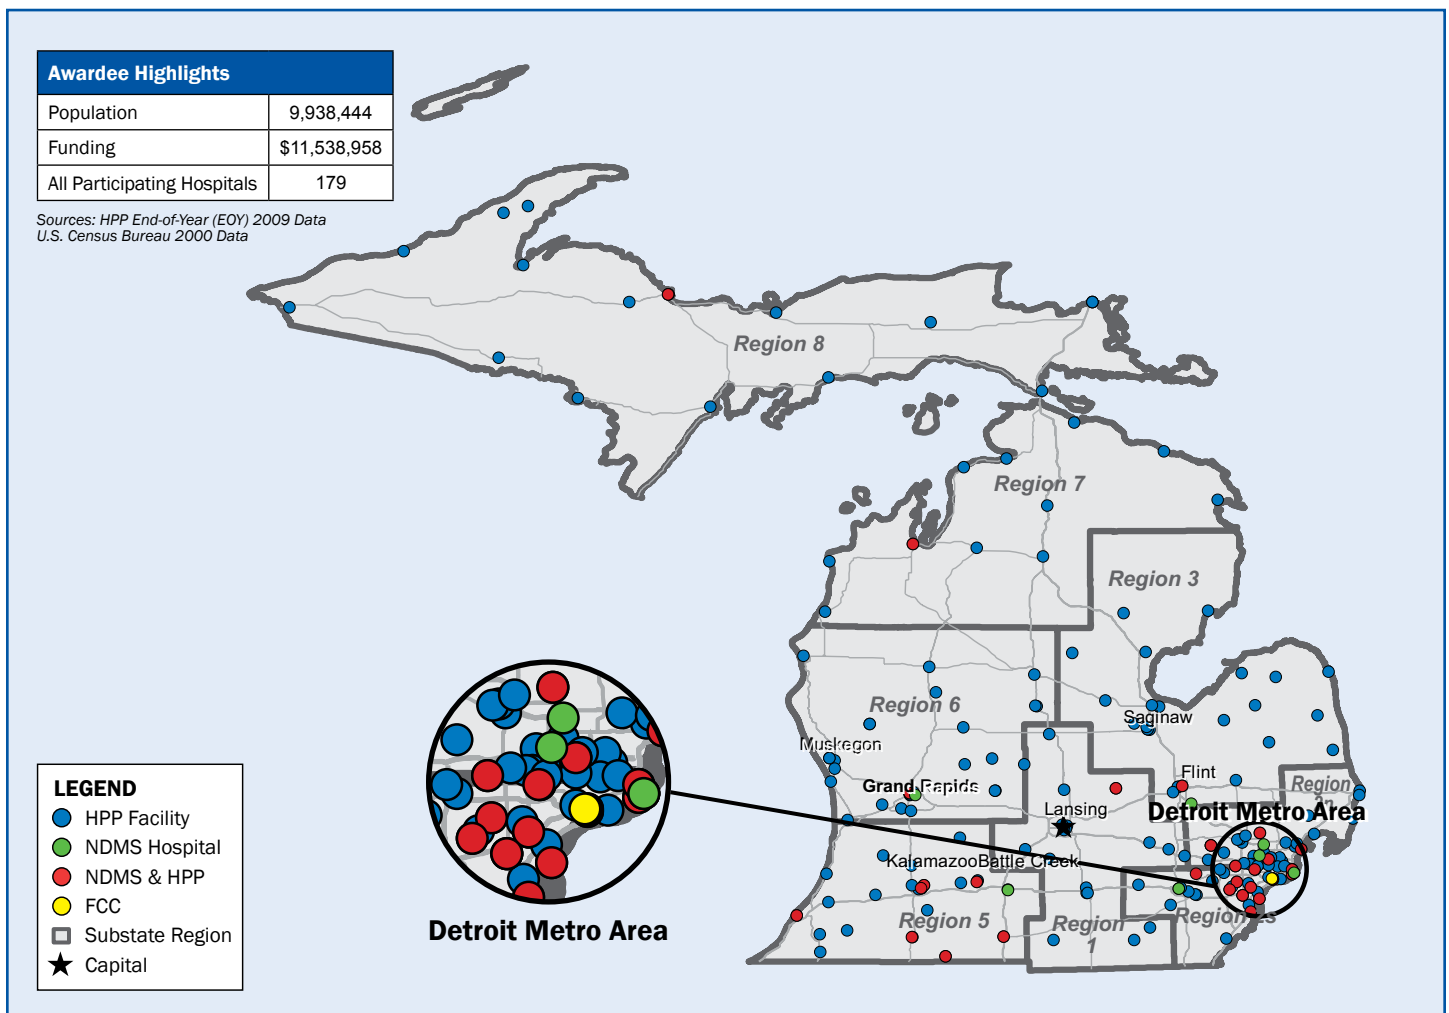 Awardee Highlights
Population 9,938,444
Funding $11,538,958
All Participating Hospitals 179
Sources: HPP End-of-Year (EOY) 2009 Data
U.S. Census Bureau 2000 Data
Region 8
Region 7
Region 3
Region 6
Saginaw
Muskegon
Grand Rapids
Flint
Region
Lansing
Detroit Metro Area
Kalamazoo
Battle Creek
Region 5
Region
1
Region 2s
Detroit Metro Area
LEGEND
HPP Facility
NDMS Hospital
NDMS & HPP
FCC
Substate Region
Capital